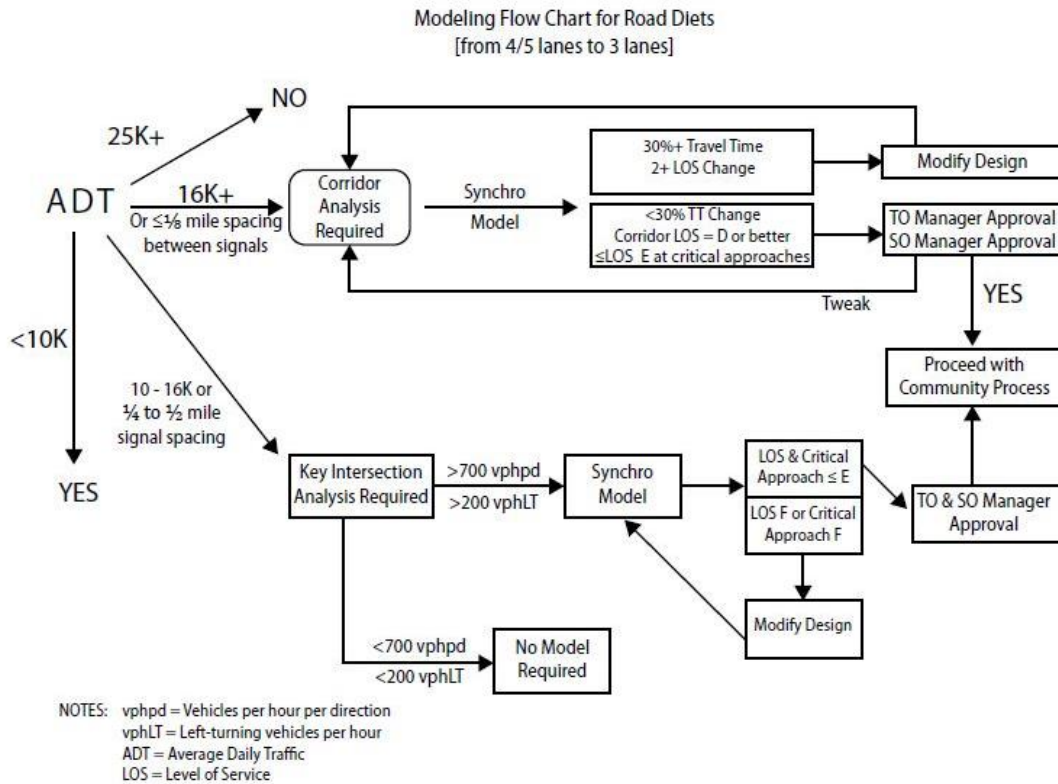 Modeling Flow Chart for Road Diets
[from 4/5 lanes to 3 lanes]
NO
25K+
ADT
16K+
Or ≤⅛ mile spacing
between signals
Corridor
Analysis
Required
Synchro
Model
30%+ Travel Time
2+ LOS Change
Modify Design
<30% TT Change
Corridor LOS = D or better
≤LOS E at critical approaches
TO Manager Approval
SO Manager Approval
Tweak
YES
<10K
YES
10 - 16K or
¼ to ½ mile
signal spacing
Proceed with
Community Process
Key Intersection
Analysis Required
>700 vphpd
>200 vphLT
Synchro
Model
LOS & Critical
Approach ≤ E
LOS F or Critical
Approach F
TO & SO Manager
Approval
Modify Design
<700 vphpd
<200 vphLT
No Model
Required
NOTES: vphpd = Vehicles per hour per direction
vphLT = Left-turning vehicles per hour
ADT = Average Daily Traffic
LOS = Level of Service